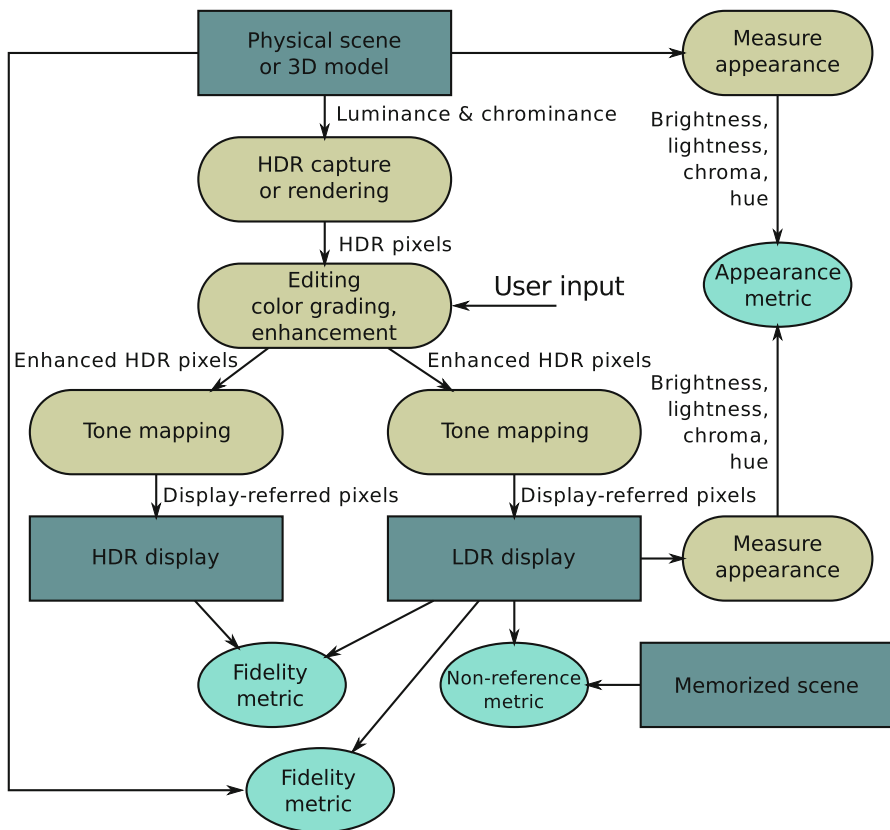 Physical scene
or 3D model
Measure
appearance
Luminance & chrominance
Brightness,
lightness,
chroma,
hue
HDR capture
or rendering
HDR pixels
Editing
color grading,
enhancement
User input
Appearance
metric
Enhanced HDR pixels
Enhanced HDR pixels
Brightness,
lightness,
chroma,
hue
Tone mapping
Tone mapping
Display-referred pixels
Display-referred pixels
HDR display
LDR display
Measure
appearance
Fidelity
metric
Non-reference
metric
Memorized scene
Fidelity
metric